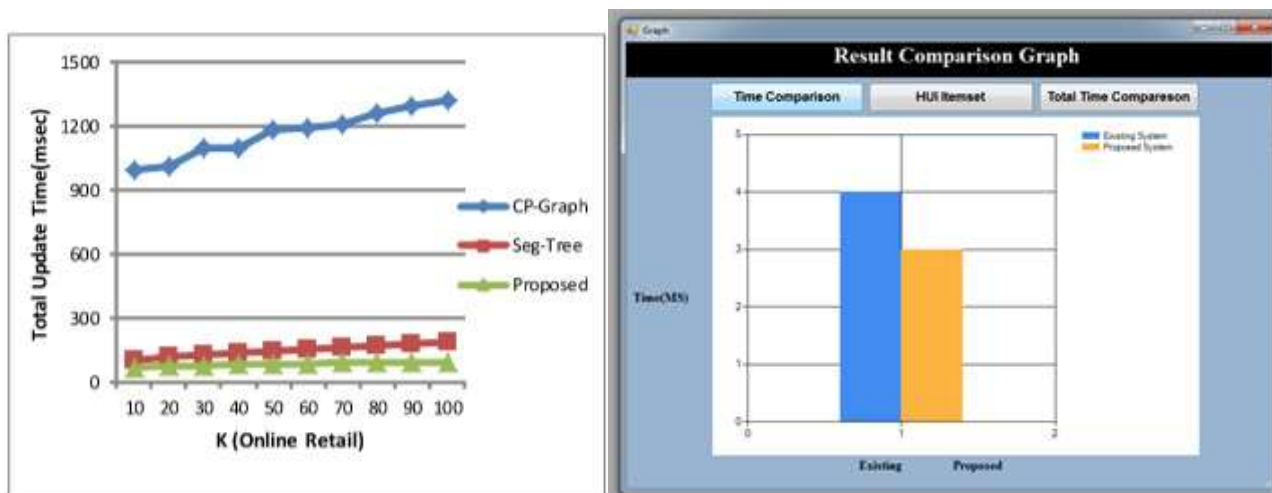 1500
1200
900
600
300
0
Total Update Time(msec)
10 20 30 40 50 60 70 80 90 100
K (Online Retail)
CP-Graph
Seg-Tree
Proposed
Graph
Result Comparison Graph
Time Comparison HUI Itemset Total Time Compareson
Existing System
Proposed System
5
4
3
2
1
0
Time(MS)
0 1 2
Existing Proposed